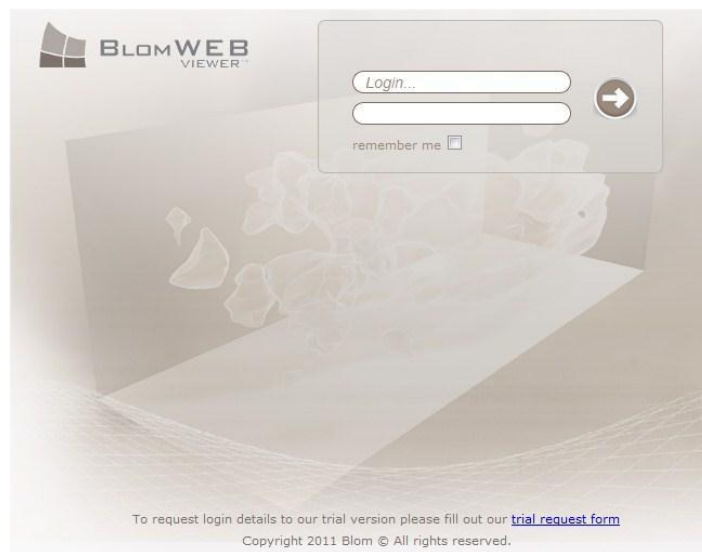 BLOMWEB
VIEWER™
Login...
remember me
To request login details to our trial version please fill out our trial request form
Copyright 2011 Blom © All rights reserved.